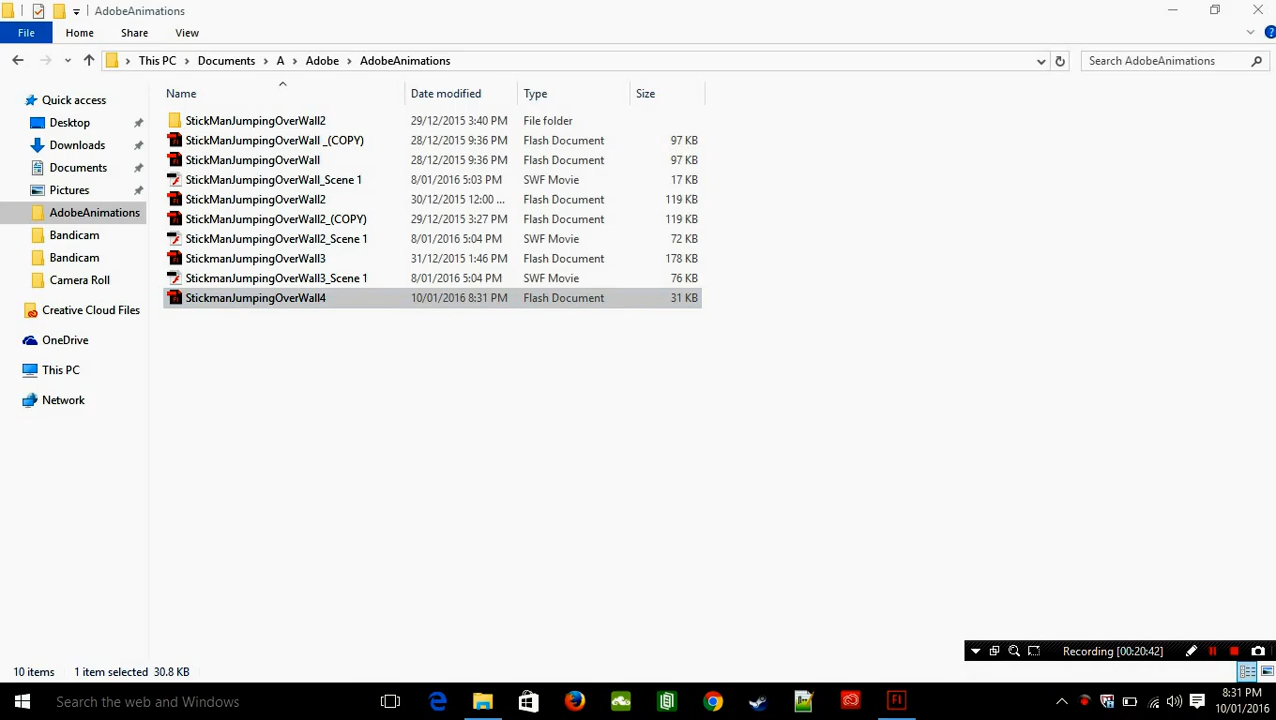 AdobeAnimations
File Home Share View
This PC Documents A Adobe AdobeAnimations Search AdobeAnimations
Name Date modified Type Size
Quick access
Desktop
Downloads
Documents
Pictures
AdobeAnimations
Bandicam
Bandicam
Camera Roll
Creative Cloud Files
OneDrive
This PC
Network
StickManJumpingOverWall2 29/12/2015 3:40 PM File folder
StickManJumpingOverWall _(COPY) 28/12/2015 9:36 PM Flash Document 97 KB
StickManJumpingOverWall 28/12/2015 9:36 PM Flash Document 97 KB
StickManJumpingOverWall_Scene 1 8/01/2016 5:03 PM SWF Movie 17 KB
StickManJumpingOverWall2 30/12/2015 12:00 ... Flash Document 119 KB
StickManJumpingOverWall2_(COPY) 29/12/2015 3:27 PM Flash Document 119 KB
StickManJumpingOverWall2_Scene 1 8/01/2016 5:04 PM SWF Movie 72 KB
StickmanJumpingOverWall3 31/12/2015 1:46 PM Flash Document 178 KB
StickmanJumpingOverWall3_Scene 1 8/01/2016 5:04 PM SWF Movie 76 KB
StickmanJumpingOverWall4 10/01/2016 8:31 PM Flash Document 31 KB
Recording [00:20:42]
10 items 1 item selected 30.8 KB
Search the web and Windows
Fl
8:31 PM
10/01/2016